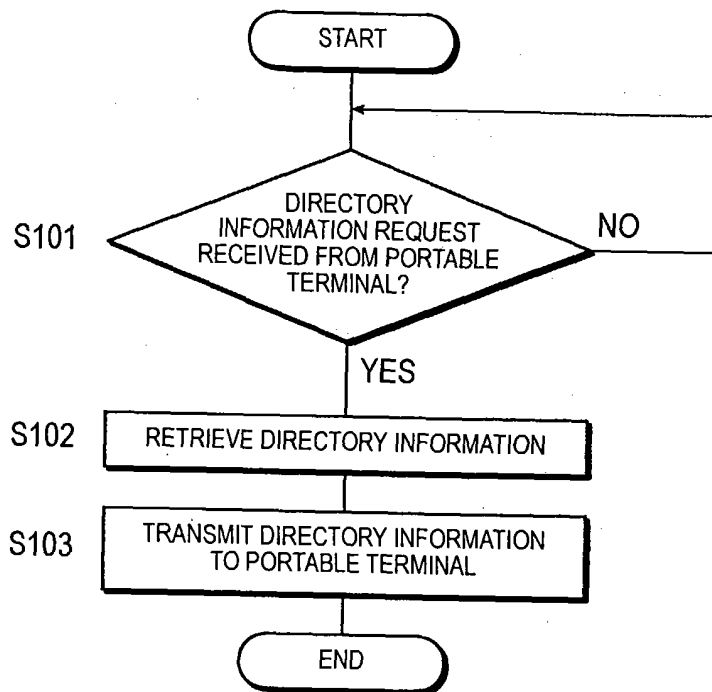 START
S101
DIRECTORY
INFORMATION REQUEST
RECEIVED FROM PORTABLE
TERMINAL?
NO
YES
S102
RETRIEVE DIRECTORY INFORMATION
S103
TRANSMIT DIRECTORY INFORMATION
TO PORTABLE TERMINAL
END